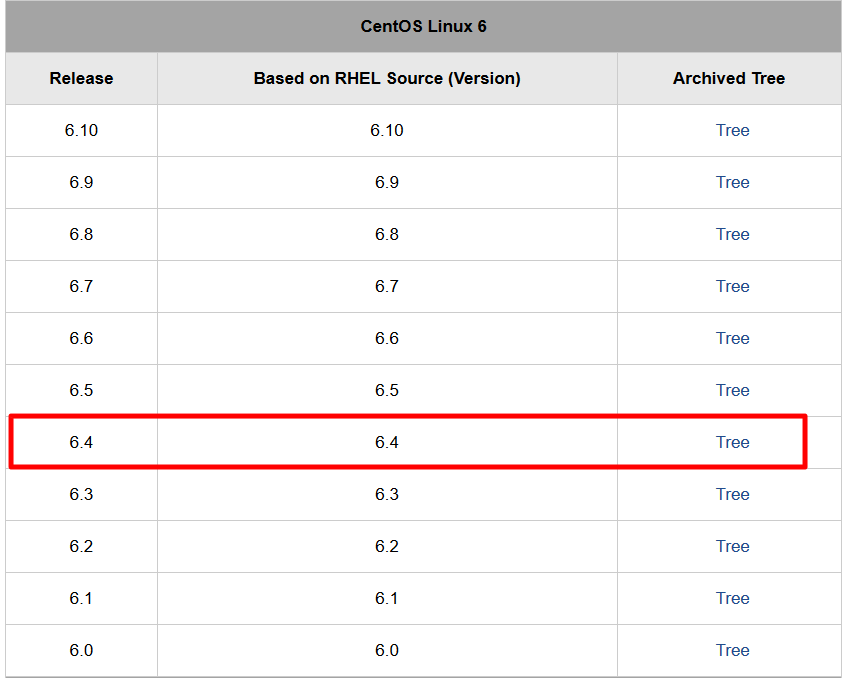 CentOS Linux 6
Release Based on RHEL Source (Version) Archived Tree
6.10 6.10 Tree
6.9 6.9 Tree
6.8 6.8 Tree
6.7 6.7 Tree
6.6 6.6 Tree
6.5 6.5 Tree
6.4 6.4 Tree
6.3 6.3 Tree
6.2 6.2 Tree
6.1 6.1 Tree
6.0 6.0 Tree